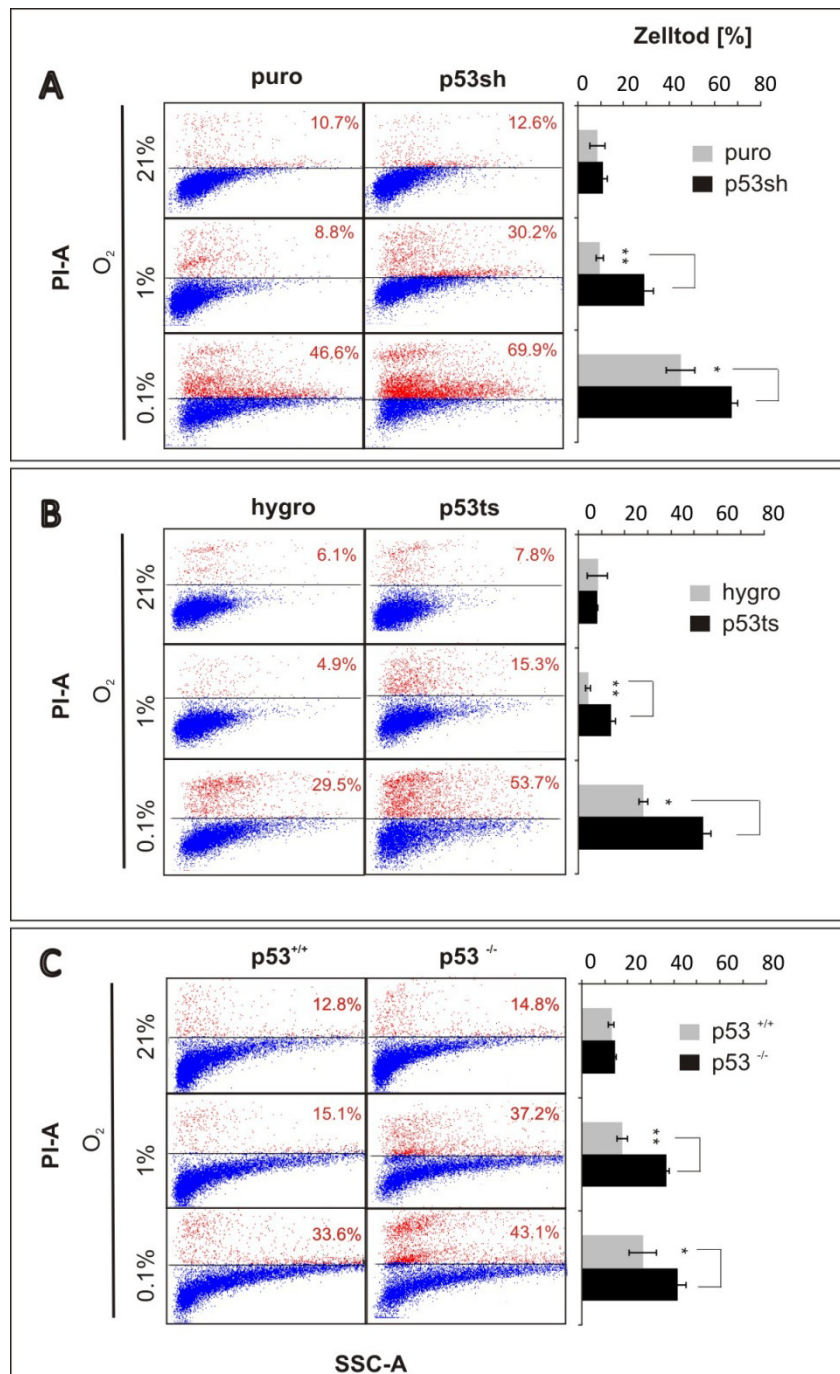 Zelltod [%]
A
puro
p53sh
0 20 40 60 80
PI-A
O2
21%
10.7%
12.6%
puro
p53sh
1%
8.8%
30.2%
**
0.1%
46.6%
69.9%
*
B
hygro
p53ts
0 20 40 60 80
PI-A
O2
21%
6.1%
7.8%
hygro
p53ts
1%
4.9%
15.3%
**
0.1%
29.5%
53.7%
*
C
p53+/+
p53 -/-
0 20 40 60 80
PI-A
O2
21%
12.8%
14.8%
p53 +/+
p53 -/-
1%
15.1%
37.2%
**
0.1%
33.6%
43.1%
*
SSC-A